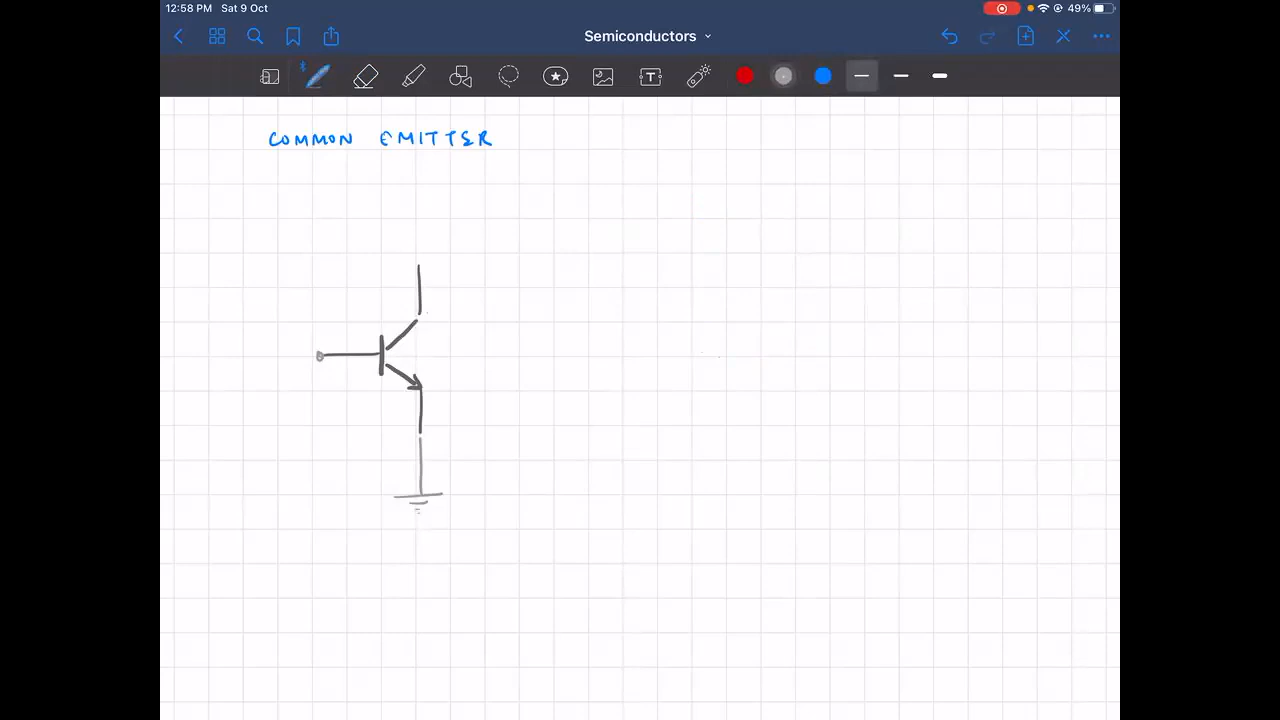 12:58 PM Sat 9 Oct
49%
Semiconductors
T
COMMON EMITTER